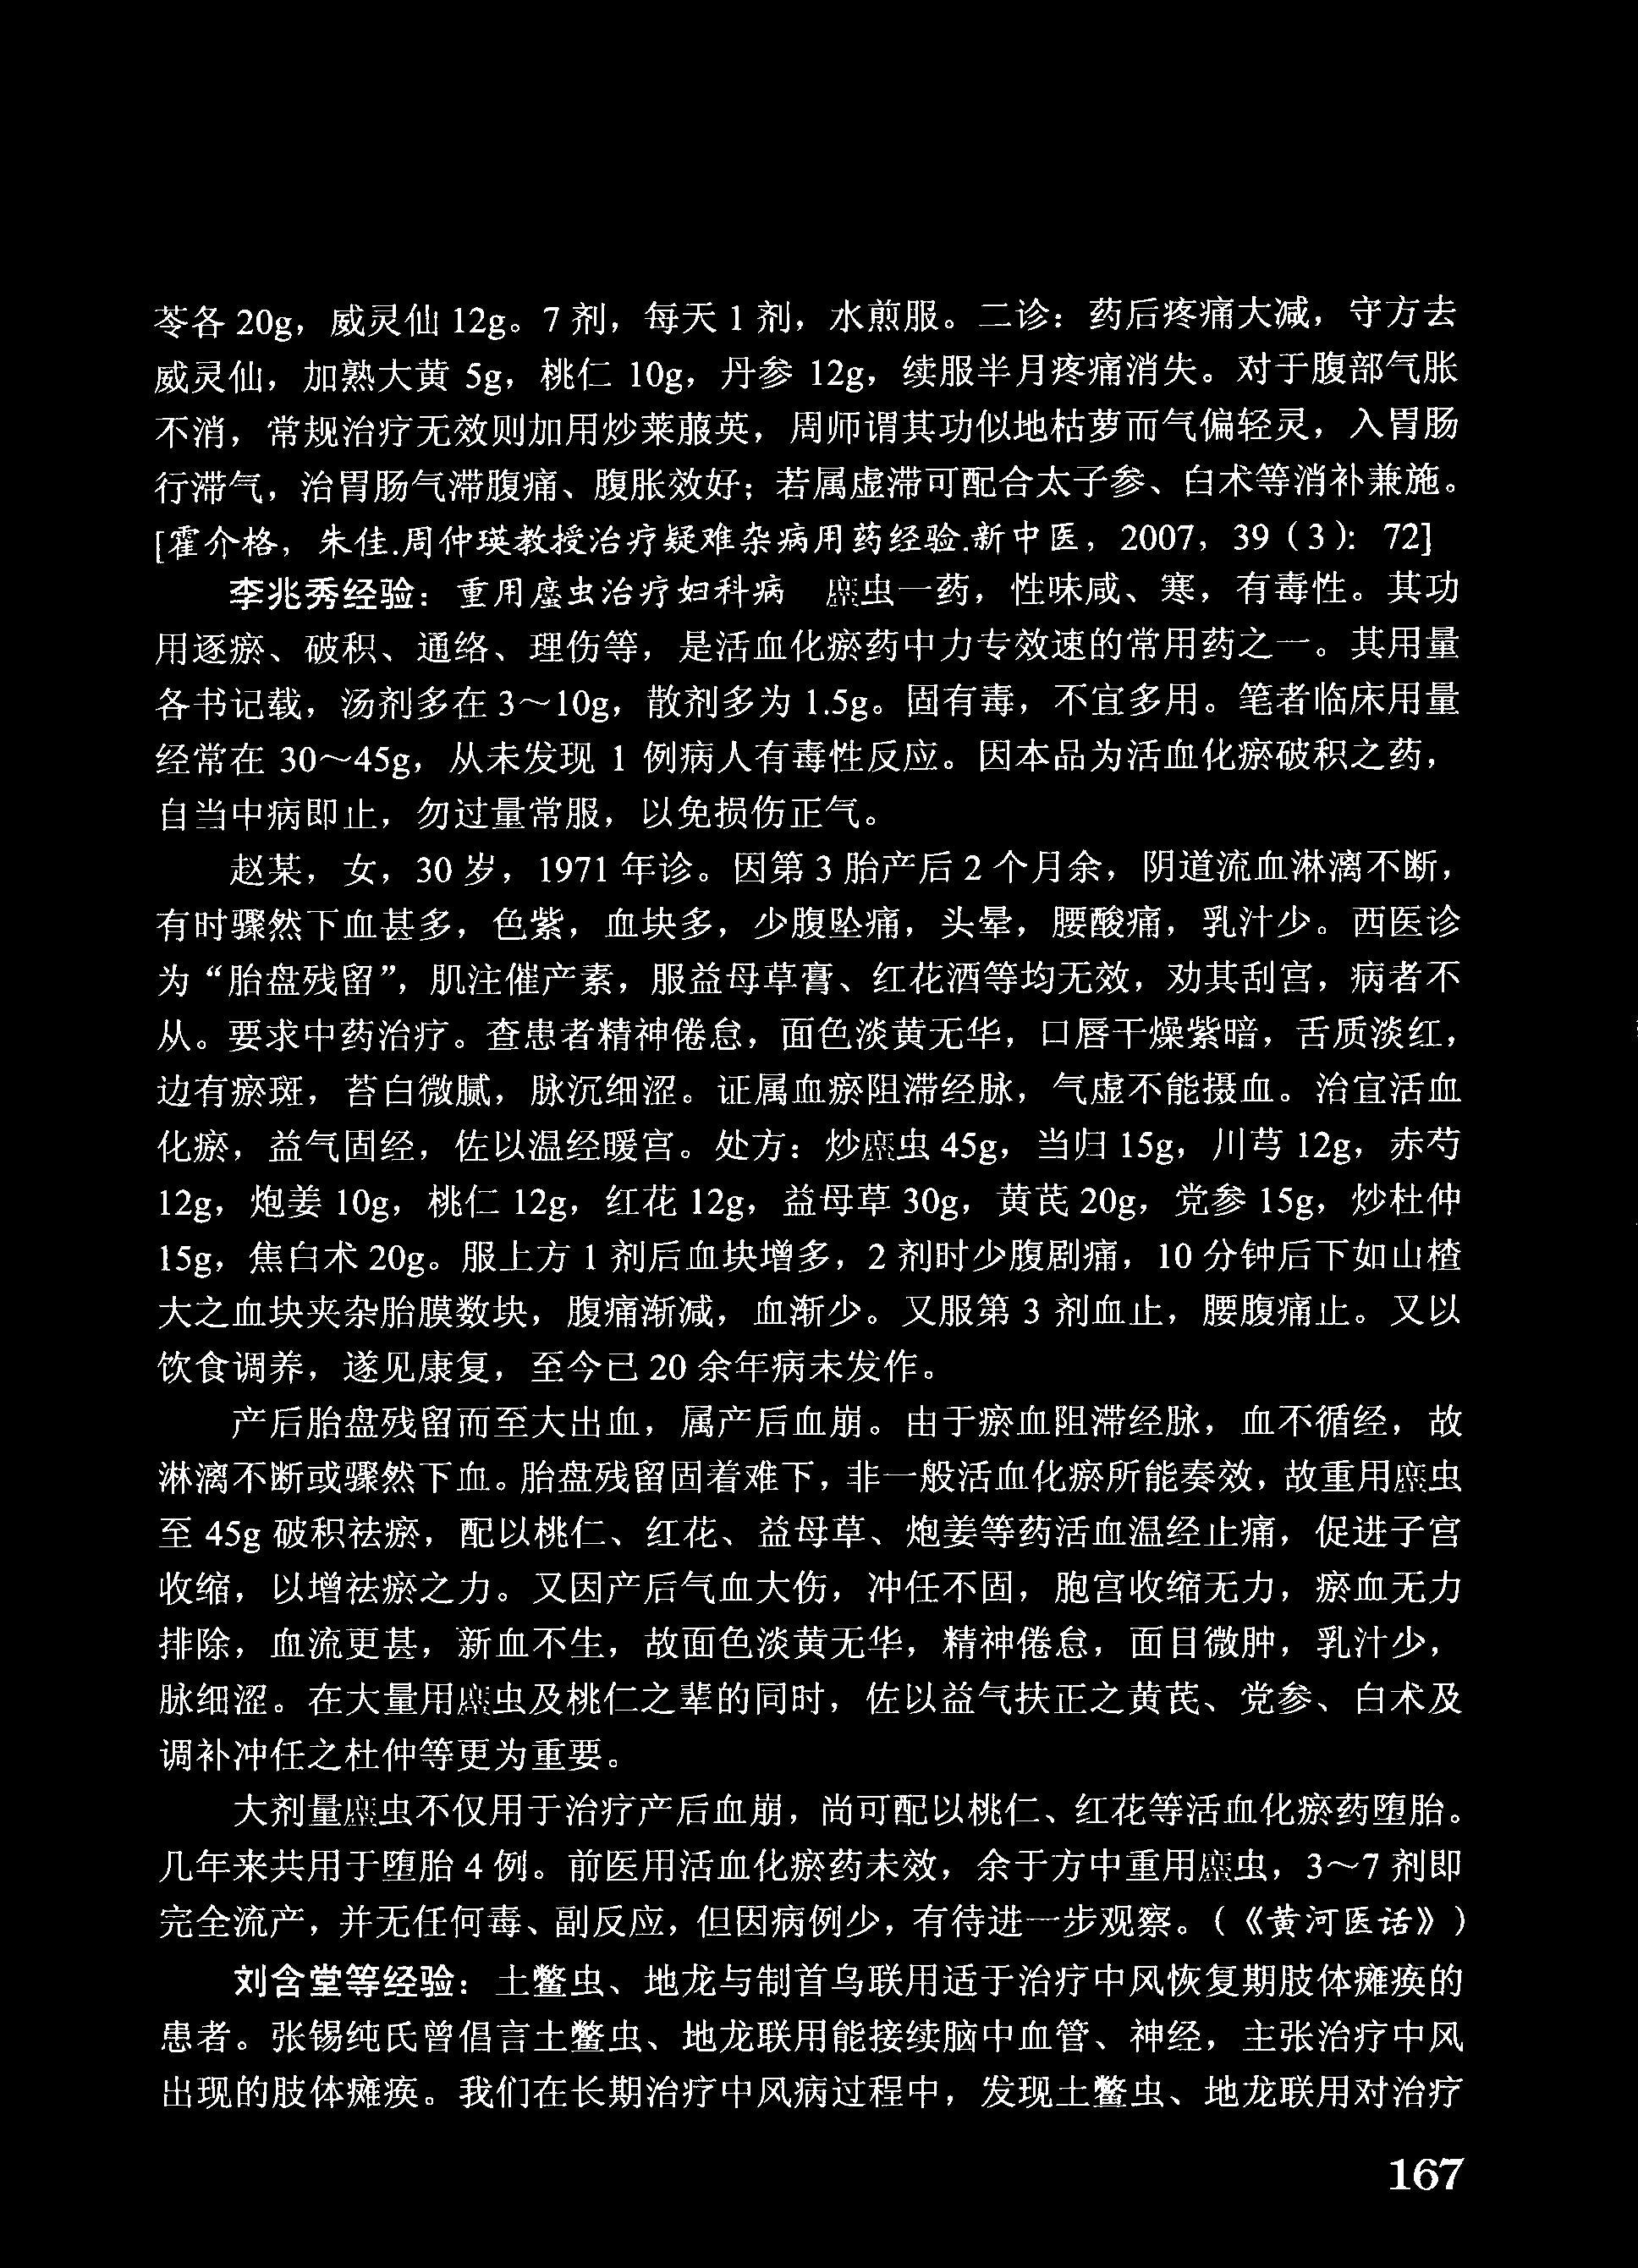 苓各 20g，威灵仙 12g。7 剂，每天 1 剂，水煎服。二诊：药后疼痛大减，守方去
威灵仙，加熟大黄 5g，桃仁 10g，丹参 12g，续服半月疼痛消失。对于腹部气胀
不消，常规治疗无效则加用炒莱菔英，周师谓其功似地枯萝而气偏轻灵，入胃肠
行滞气，治胃肠气滞腹痛、腹胀效好；若属虚滞可配合太子参、白术等消补兼施。
[霍介格，朱佳.周仲瑛教授治疗疑难杂病用药经验.新中医，2007，39（3）：72]
李兆秀经验：重用䗪虫治疗妇科病　䗪虫一药，性味咸、寒，有毒性。其功
用逐瘀、破积、通络、理伤等，是活血化瘀药中力专效速的常用药之一。其用量
各书记载，汤剂多在 3～10g，散剂多为 1.5g。固有毒，不宜多用。笔者临床用量
经常在 30～45g，从未发现 1 例病人有毒性反应。因本品为活血化瘀破积之药，
自当中病即止，勿过量常服，以免损伤正气。
赵某，女，30 岁，1971 年诊。因第 3 胎产后 2 个月余，阴道流血淋漓不断，
有时骤然下血甚多，色紫，血块多，少腹坠痛，头晕，腰酸痛，乳汁少。西医诊
为“胎盘残留”，肌注催产素，服益母草膏、红花酒等均无效，劝其刮宫，病者不
从。要求中药治疗。查患者精神倦怠，面色淡黄无华，口唇干燥紫暗，舌质淡红，
边有瘀斑，苔白微腻，脉沉细涩。证属血瘀阻滞经脉，气虚不能摄血。治宜活血
化瘀，益气固经，佐以温经暖宫。处方：炒䗪虫 45g，当归 15g，川芎 12g，赤芍
12g，炮姜 10g，桃仁 12g，红花 12g，益母草 30g，黄芪 20g，党参 15g，炒杜仲
15g，焦白术 20g。服上方 1 剂后血块增多，2 剂时少腹剧痛，10 分钟后下如山楂
大之血块夹杂胎膜数块，腹痛渐减，血渐少。又服第 3 剂血止，腰腹痛止。又以
饮食调养，遂见康复，至今已 20 余年病未发作。
产后胎盘残留而至大出血，属产后血崩。由于瘀血阻滞经脉，血不循经，故
淋漓不断或骤然下血。胎盘残留固着难下，非一般活血化瘀所能奏效，故重用䗪虫
至 45g 破积祛瘀，配以桃仁、红花、益母草、炮姜等药活血温经止痛，促进子宫
收缩，以增祛瘀之力。又因产后气血大伤，冲任不固，胞宫收缩无力，瘀血无力
排除，血流更甚，新血不生，故面色淡黄无华，精神倦怠，面目微肿，乳汁少，
脉细涩。在大量用䗪虫及桃仁之辈的同时，佐以益气扶正之黄芪、党参、白术及
调补冲任之杜仲等更为重要。
大剂量䗪虫不仅用于治疗产后血崩，尚可配以桃仁、红花等活血化瘀药堕胎。
几年来共用于堕胎 4 例。前医用活血化瘀药未效，余于方中重用䗪虫，3～7 剂即
完全流产，并无任何毒、副反应，但因病例少，有待进一步观察。（《黄河医话》）
刘含堂等经验：土鳖虫、地龙与制首乌联用适于治疗中风恢复期肢体瘫痪的
患者。张锡纯氏曾倡言土鳖虫、地龙联用能接续脑中血管、神经，主张治疗中风
出现的肢体瘫痪。我们在长期治疗中风病过程中，发现土鳖虫、地龙联用对治疗
167